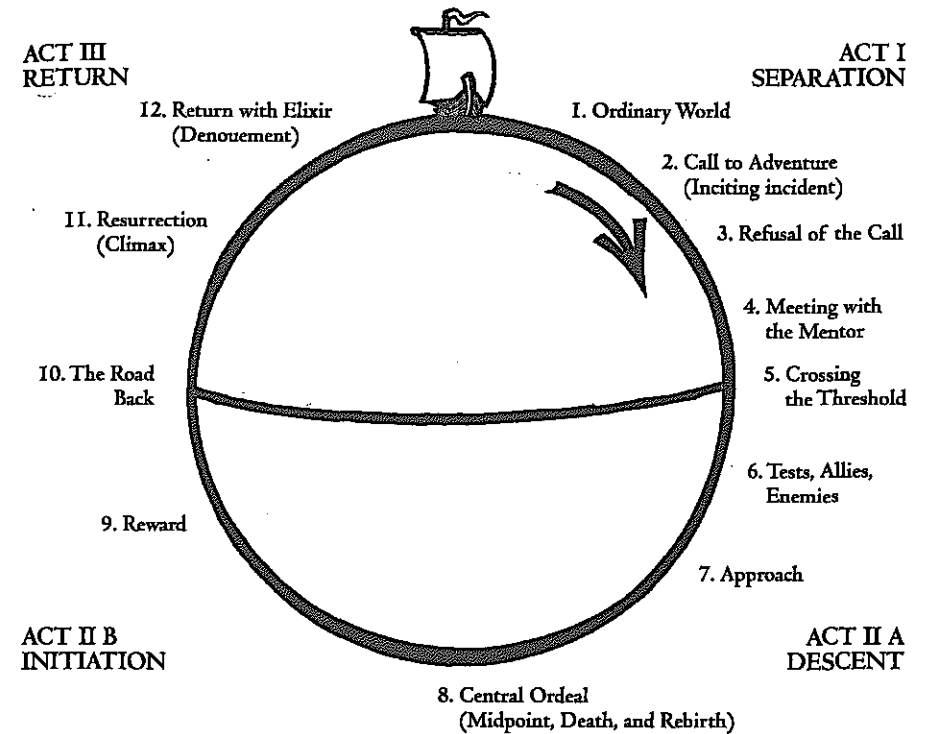 ACT III
RETURN
ACT I
SEPARATION
12. Return with Elixir
(Denouement)
1. Ordinary World
2. Call to Adventure
(Inciting incident)
11. Resurrection
(Climax)
3. Refusal of the Call
4. Meeting with
the Mentor
10. The Road
Back
5. Crossing
the Threshold
6. Tests, Allies,
Enemies
9. Reward
7. Approach
ACT II B
INITIATION
ACT II A
DESCENT
8. Central Ordeal
(Midpoint, Death, and Rebirth)